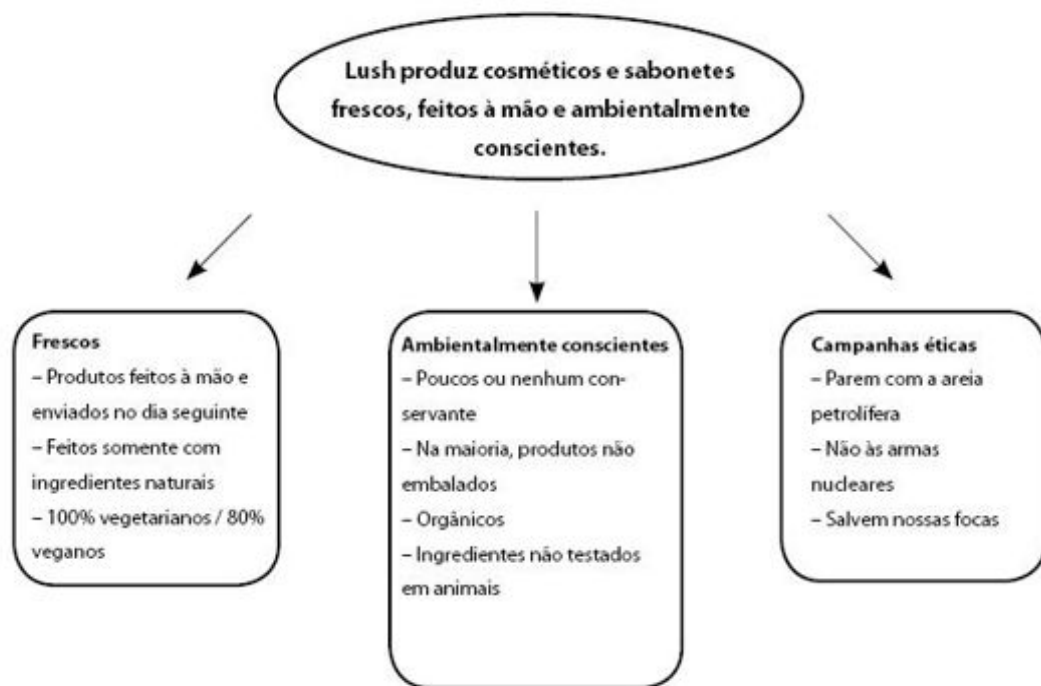 Lush produz cosméticos e sabonetes
frescos, feitos à mão e ambientalmente
conscientes.
Frescos
– Produtos feitos à mão e
enviados no dia seguinte
– Feitos somente com
ingredientes naturais
– 100% vegetarianos / 80%
veganos
Ambientalmente conscientes
– Poucos ou nenhum con-
servante
– Na maioria, produtos não
embalados
– Orgânicos
– Ingredientes não testados
em animais
Campanhas éticas
– Parem com a areia
petrolífera
– Não às armas
nucleares
– Salvem nossas focas